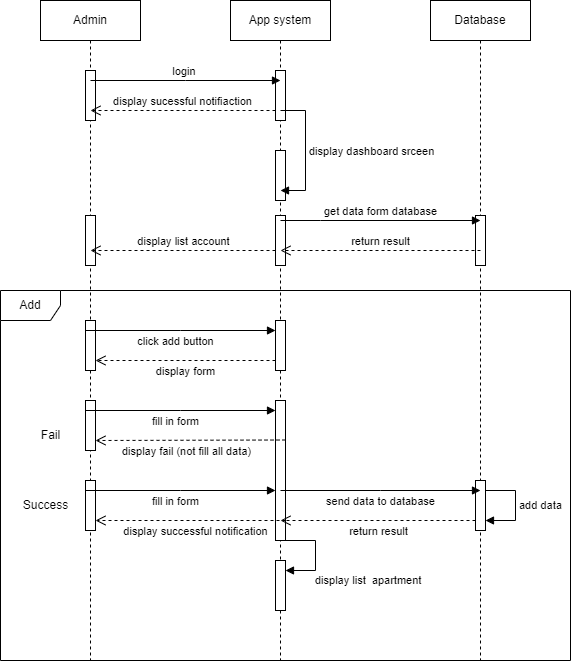 Admin
App system
Database
login
display sucessful notifiaction
display dashboard srceen
get data form database
display list account
return result
Add
click add button
display form
fill in form
Fail
display fail (not fill all data)
Success
fill in form
send data to database
add data
display successful notification
return result
display list  apartment